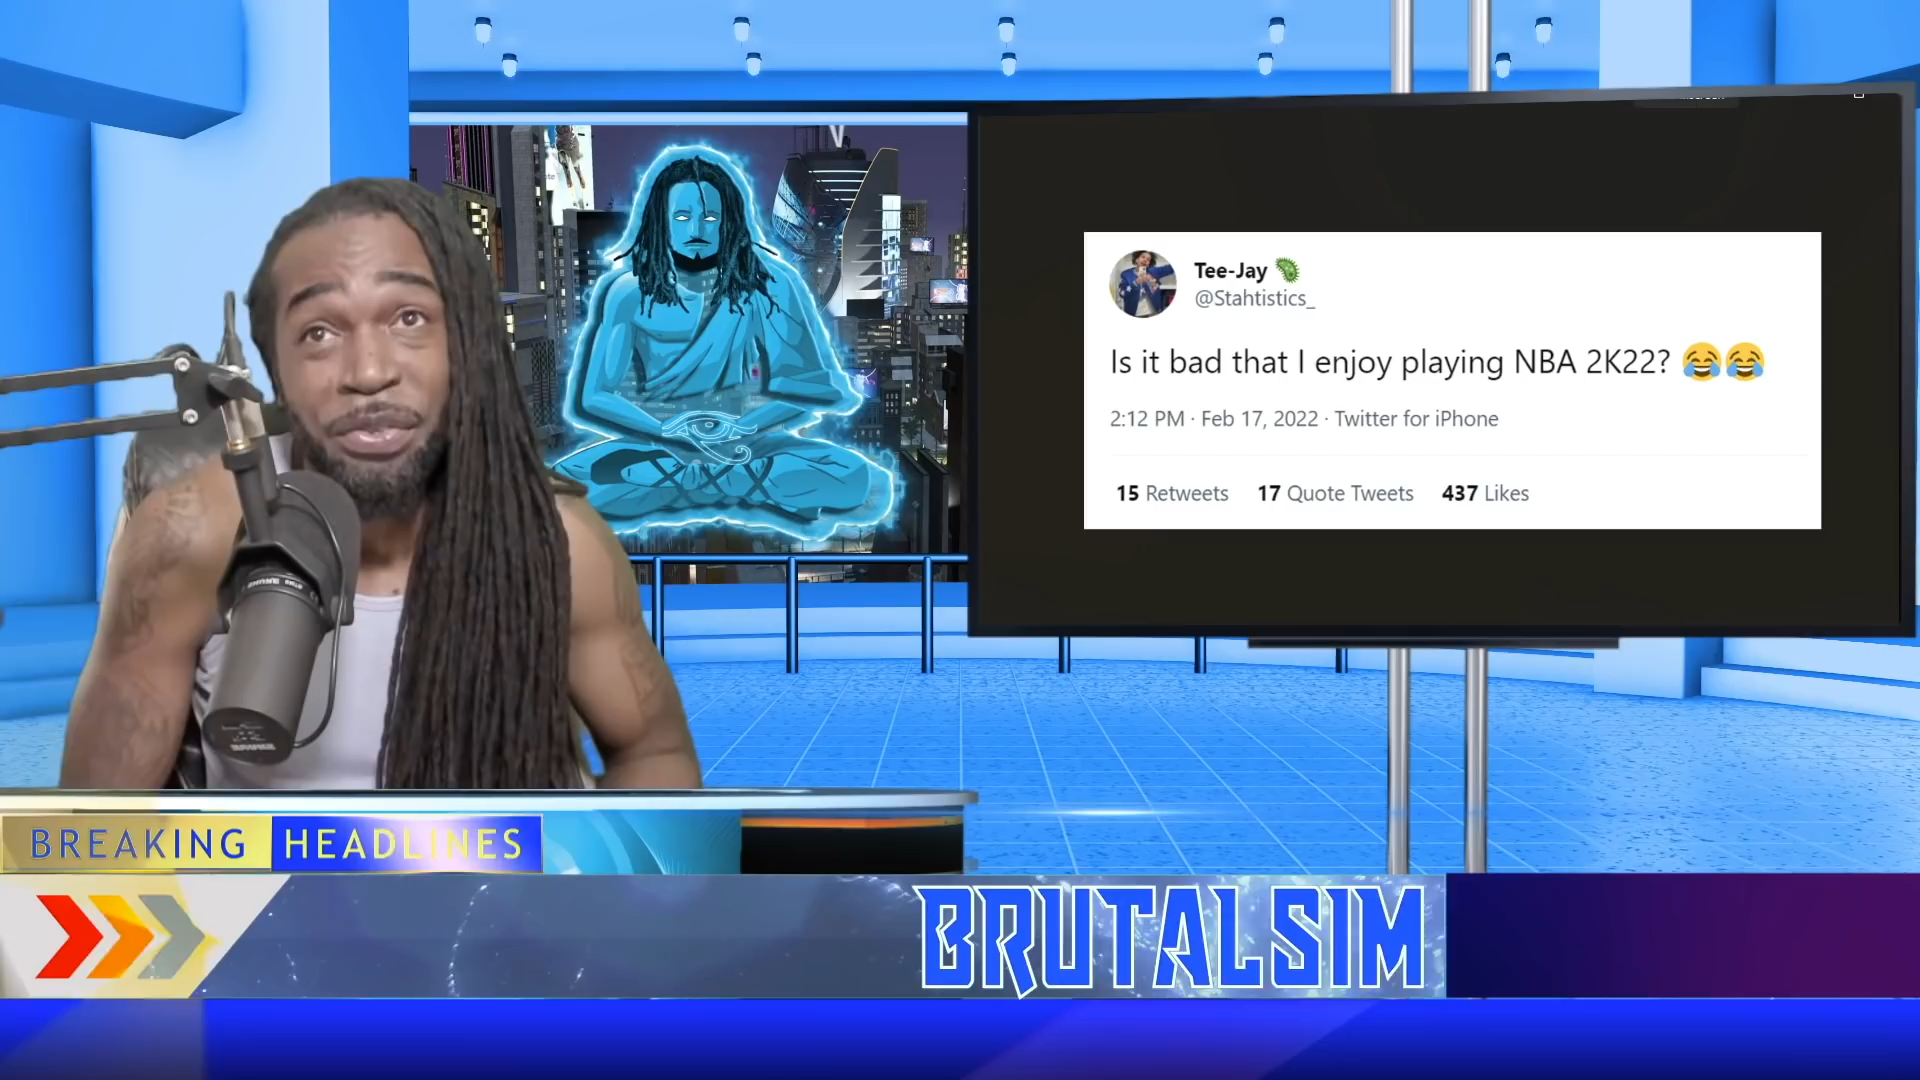 Tee-Jay 🦠
@Stahtistics_
Is it bad that I enjoy playing NBA 2K22? 😂😂
2:12 PM · Feb 17, 2022 · Twitter for iPhone
15 Retweets 17 Quote Tweets 437 Likes
BREAKING HEADLINES
BRUTALSIM